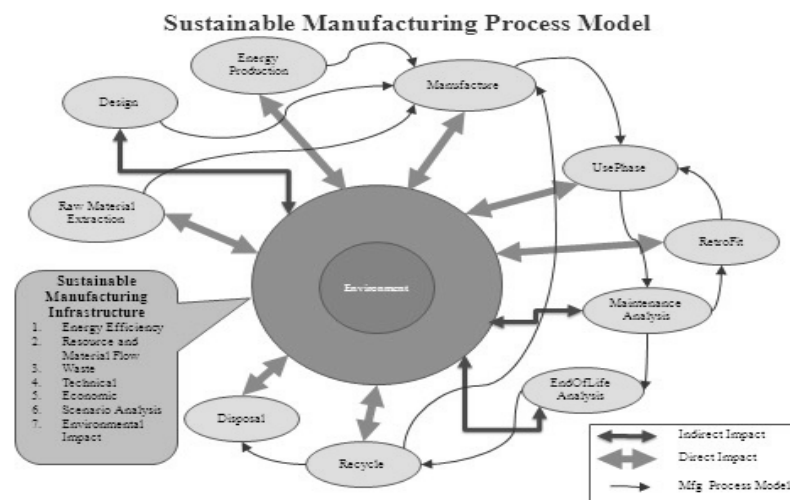 Sustainable Manufacturing Process Model
Energy
Production
Manufacture
Design
UsePhase
Raw Material
Extraction
RetroFit
Environment
Sustainable
Manufacturing
Infrastructure
1. Energy Efficiency
2. Resource and
Material Flow
3. Waste
4. Technical
5. Economic
6. Scenario Analysis
7. Environmental
Impact
Maintenance
Analysis
EndOfLife
Analysis
Disposal
Recycle
Indirect Impact
Direct Impact
Mfg Process Model